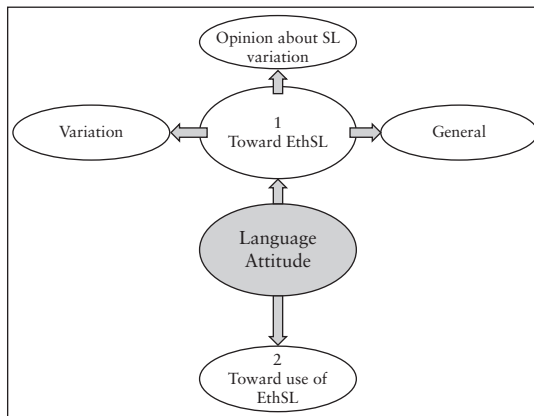 Opinion about SL
variation
Variation
1
Toward EthSL
General
Language
Attitude
2
Toward use of
EthSL